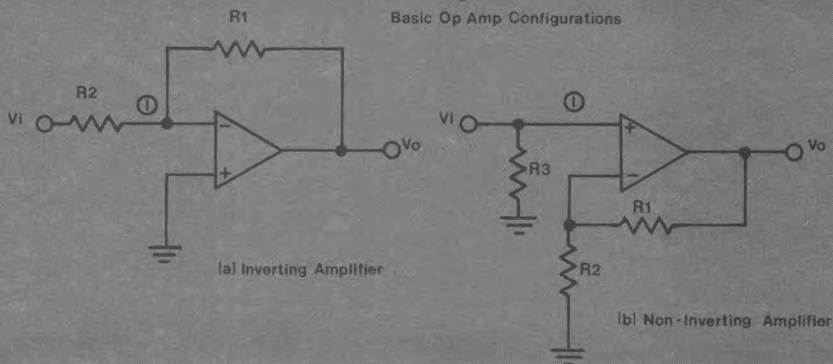 Basic Op Amp Configurations
R1
R2
①
Vi
−
+
Vo
(a) Inverting Amplifier
①
Vi
+
−
Vo
R3
R1
R2
(b) Non-Inverting Amplifier